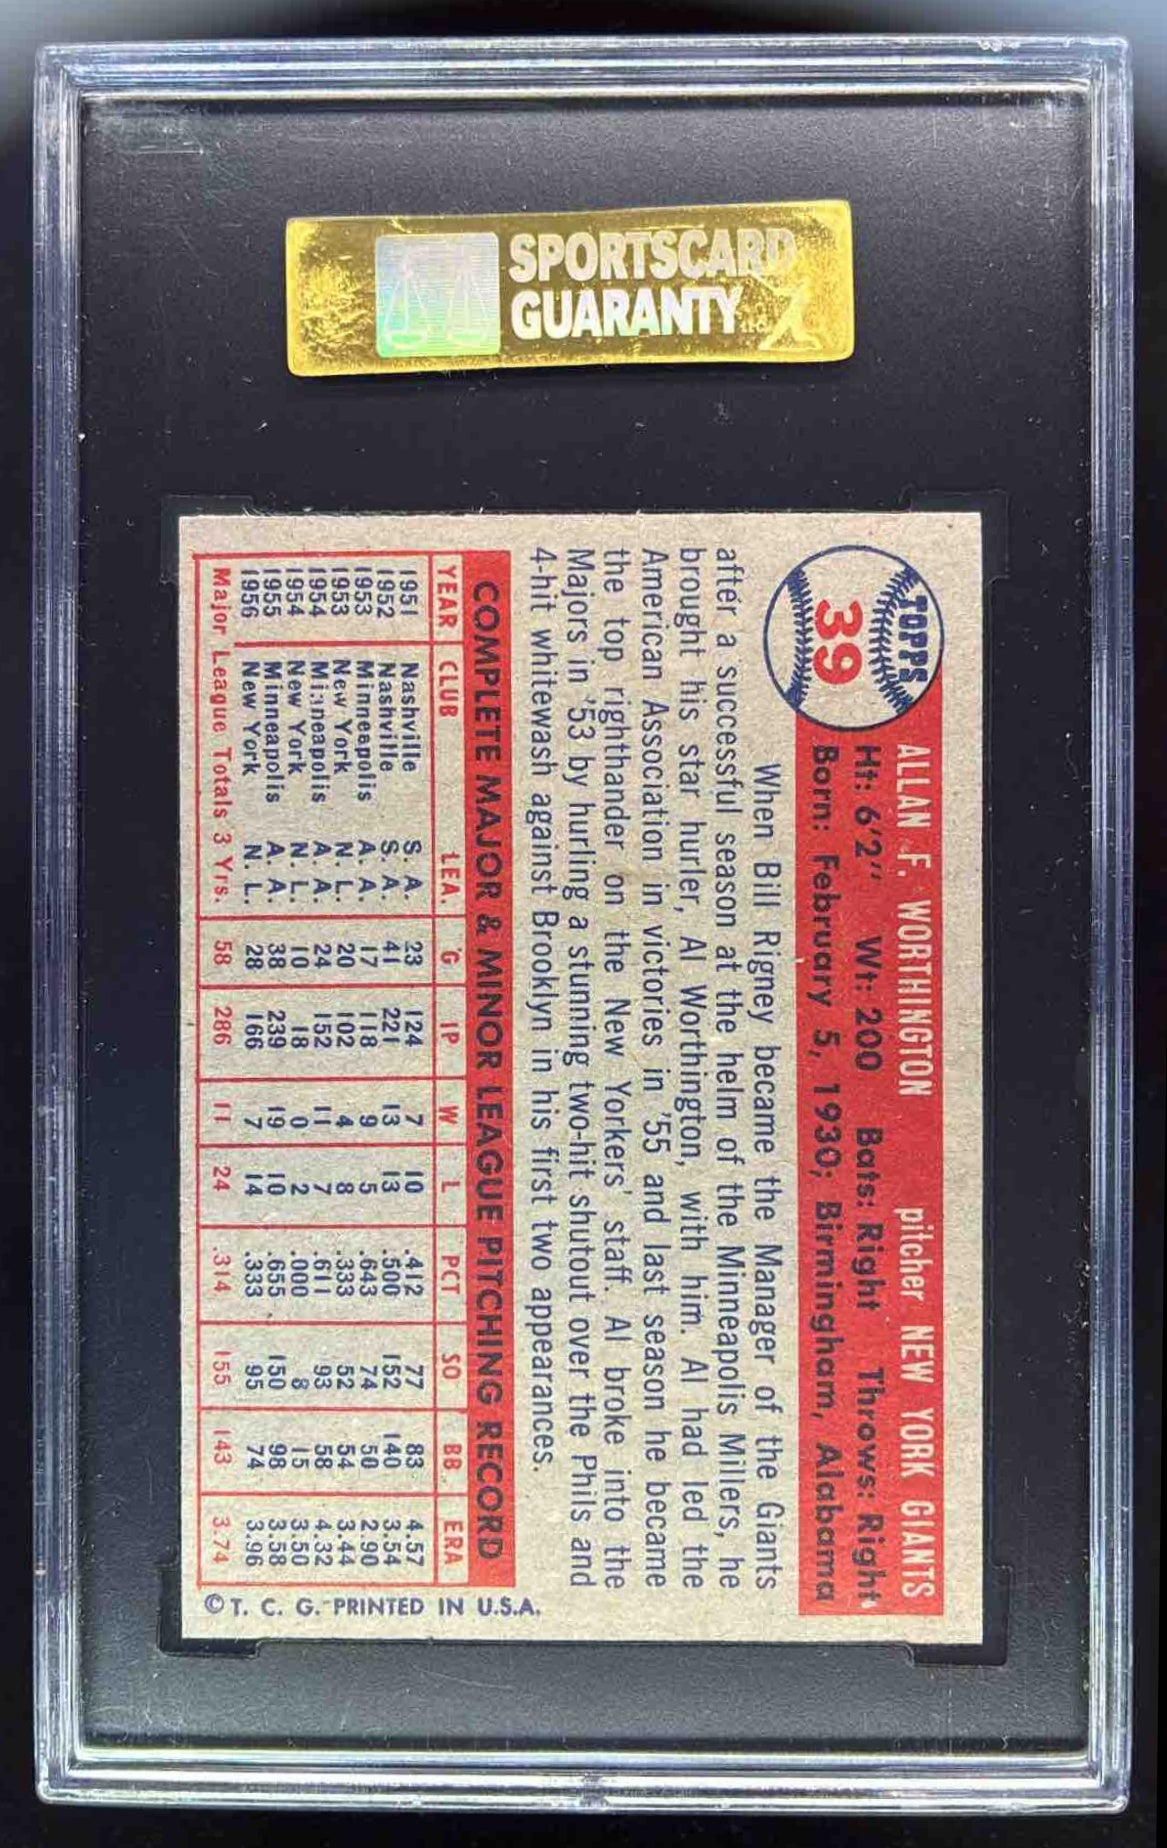 SPORTSCARD
GUARANTY LLC
TOPPS
39
ALLAN F. WORTHINGTON pitcher NEW YORK GIANTS
Ht: 6'2" Wt: 200 Bats: Right Throws: Right
Born: February 5, 1930; Birmingham, Alabama
When Bill Rigney became the Manager of the Giants
after a successful season at the helm of the Minneapolis Millers, he
brought his star hurler, Al Worthington, with him. Al had led the
American Association in victories in '55 and last season he became
the top righthander on the New Yorkers' staff. Al broke into the
Majors in '53 by hurling a stunning two-hit shutout over the Phils and
4-hit whitewash against Brooklyn in his first two appearances.
COMPLETE MAJOR & MINOR LEAGUE PITCHING RECORD
YEAR CLUB LEA. G IP W L PCT SO BB ERA
1951 Nashville S. A. 23 124 7 10 .412 77 83 4.57
1952 Nashville S. A. 41 221 13 13 .500 152 140 3.54
1953 Minneapolis A. A. 17 118 9 5 .643 74 50 2.90
1953 New York N. L. 20 102 4 8 .333 52 54 3.44
1954 Minneapolis A. A. 24 152 11 7 .611 93 58 4.32
1954 New York N. L. 10 18 0 2 .000 8 15 3.50
1955 Minneapolis A. A. 38 239 19 10 .655 150 98 3.58
1956 New York N. L. 28 166 7 14 .333 95 74 3.96
Major League Totals 3 Yrs. 58 286 11 24 .314 155 143 3.74
© T. C. G. PRINTED IN U.S.A.